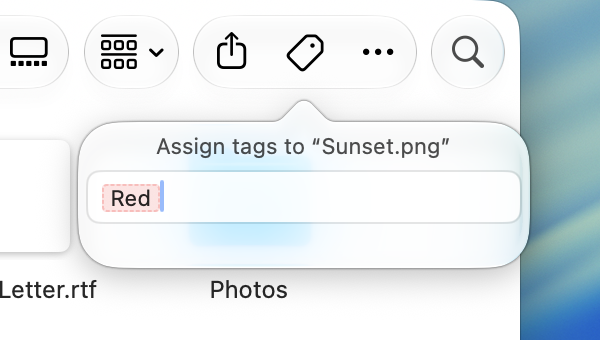 Assign tags to “Sunset.png”
Red
Letter.rtf
Photos